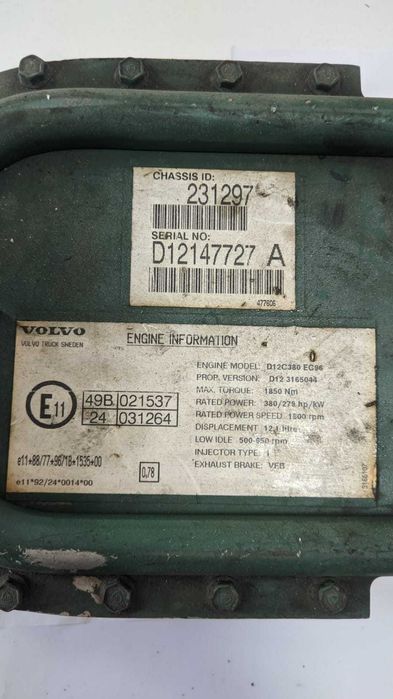 CHASSIS ID:
231297
SERIAL NO:
D12147727 A
477606
VOLVO
VOLVO TRUCK SWEDEN
ENGINE INFORMATION
E11
49B 021537
24 031264
e11*88/77*96/1B*1535*00
e11*92/24*0014*00
0,78
ENGINE MODEL: D12C380 EC96
PROP. VERSION: D12 3165044
MAX. TORQUE: 1850 Nm
RATED POWER: 380/279 hp/kW
RATED POWER SPEED: 1800 rpm
DISPLACEMENT: 12.1 litre
LOW IDLE: 500-650 rpm
INJECTOR TYPE: 1
EXHAUST BRAKE: VEB